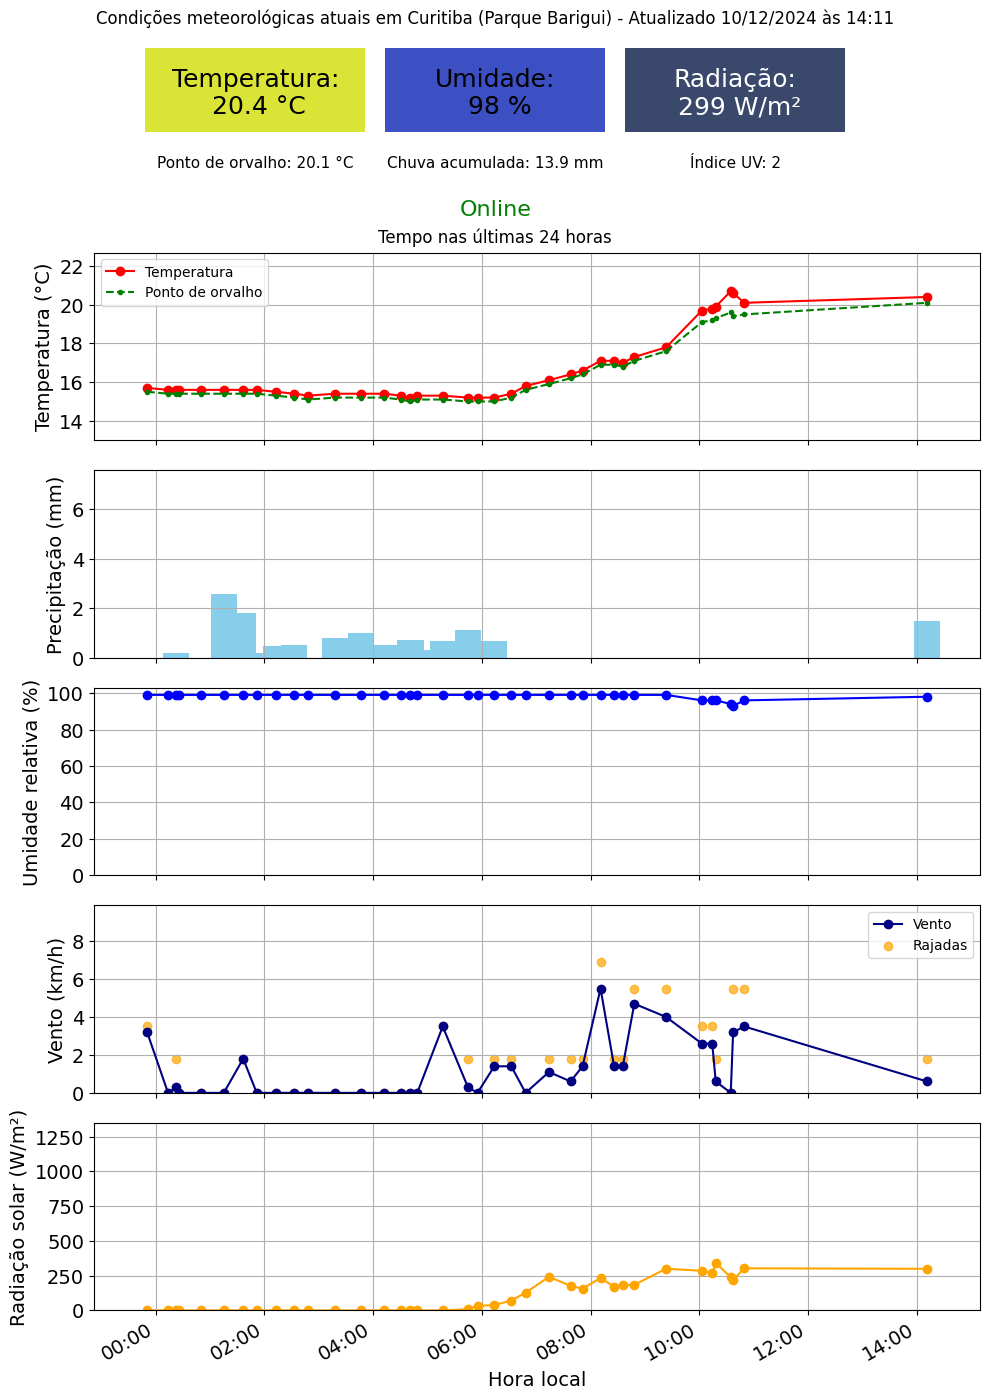 Condições meteorológicas atuais em Curitiba (Parque Barigui) - Atualizado 10/12/2024 às 14:11
Temperatura:
20.4 °C
Umidade:
98 %
Radiação:
299 W/m²
Ponto de orvalho: 20.1 °C
Chuva acumulada: 13.9 mm
Índice UV: 2
Online
Tempo nas últimas 24 horas
Temperatura (°C)
22
20
18
16
14
Temperatura
Ponto de orvalho
Precipitação (mm)
6
4
2
0
Umidade relativa (%)
100
80
60
40
20
0
Vento (km/h)
8
6
4
2
0
Vento
Rajadas
Radiação solar (W/m²)
1250
1000
750
500
250
0
00:00
02:00
04:00
06:00
08:00
10:00
12:00
14:00
Hora local